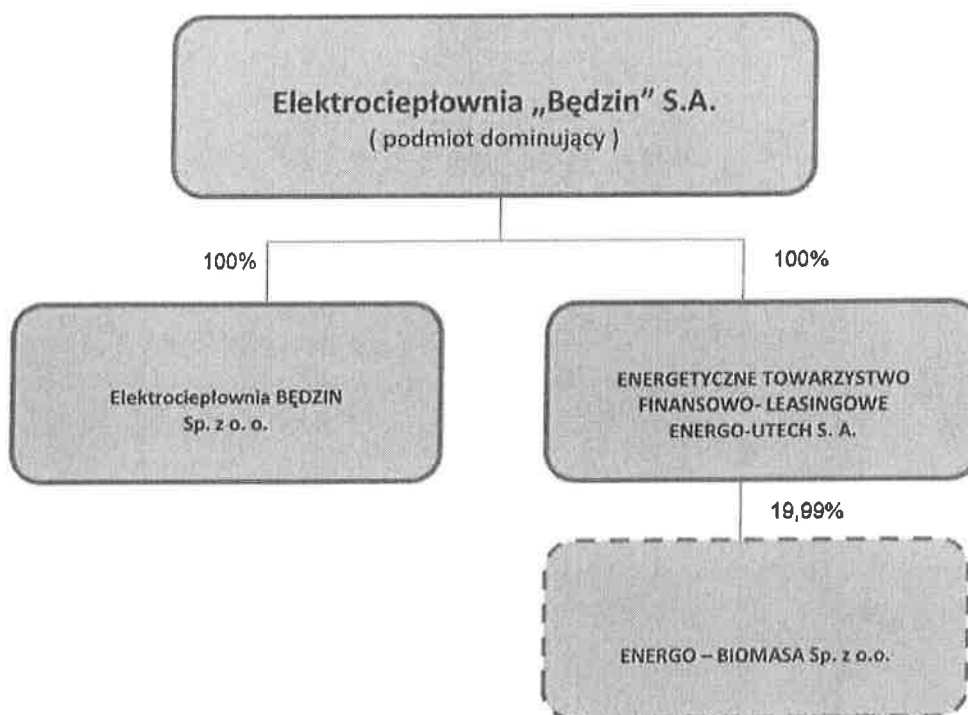 Elektrociepłownia „Będzin” S.A.
( podmiot dominujący )
100%
100%
Elektrociepłownia BĘDZIN
Sp. z o. o.
ENERGETYCZNE TOWARZYSTWO
FINANSOWO- LEASINGOWE
ENERGO-UTECH S. A.
19,99%
ENERGO – BIOMASA Sp. z o.o.